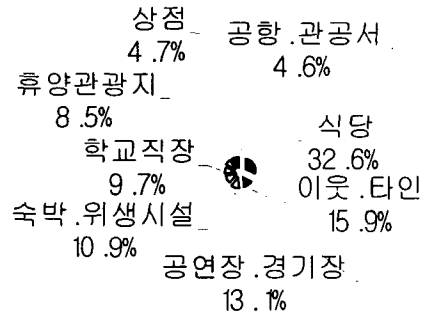 상점
4.7%
공항.관공서
4.6%
휴양관광지
8.5%
식당
32.6%
학교직장
9.7%
이웃.타인
15.9%
숙박.위생시설
10.9%
공연장.경기장
13.1%